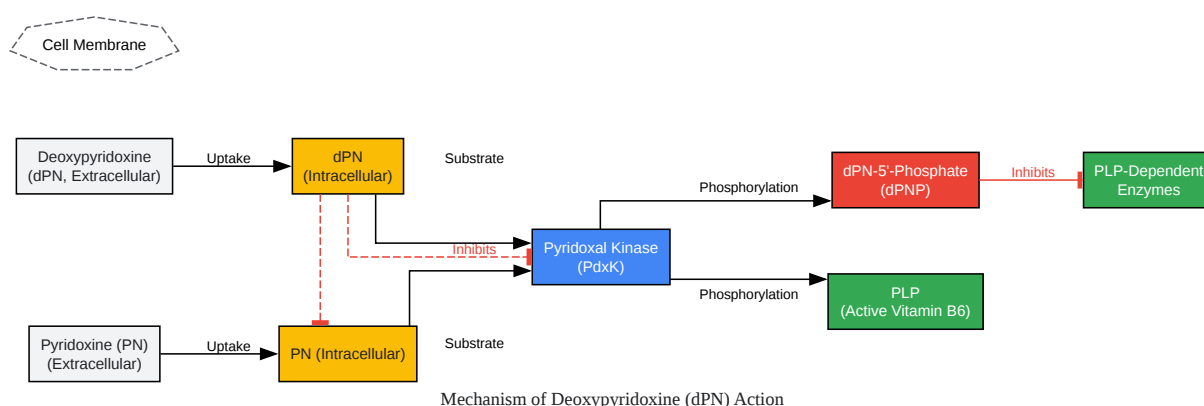 Cell Membrane
Deoxypyridoxine
(dPN, Extracellular)
Uptake
dPN
(Intracellular)
Substrate
Phosphorylation
dPN-5'-Phosphate
(dPNP)
Inhibits
PLP-Dependent
Enzymes
Inhibits
Pyridoxal Kinase
(PdxK)
Phosphorylation
PLP
(Active Vitamin B6)
Pyridoxine (PN)
(Extracellular)
Uptake
PN (Intracellular)
Substrate
Mechanism of Deoxypyridoxine (dPN) Action